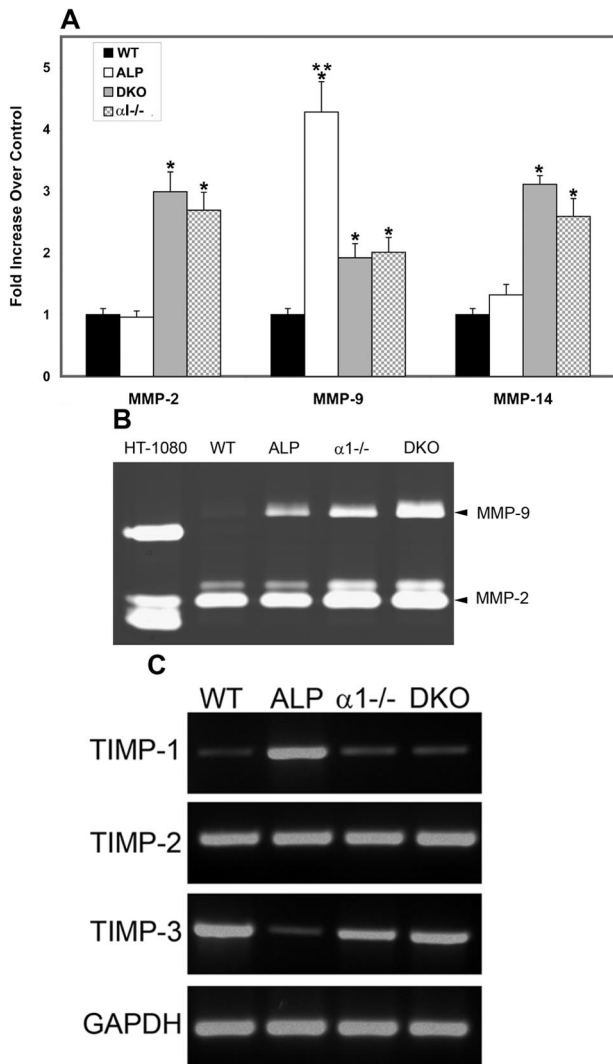 A
WT
ALP
DKO
αl-/-
Fold Increase Over Control
5
4
3
2
1
0
* *
** * * *
* *
MMP-2 MMP-9 MMP-14
B
HT-1080 WT ALP α1-/- DKO
MMP-9
MMP-2
C
WT ALP α1-/- DKO
TIMP-1
TIMP-2
TIMP-3
GAPDH